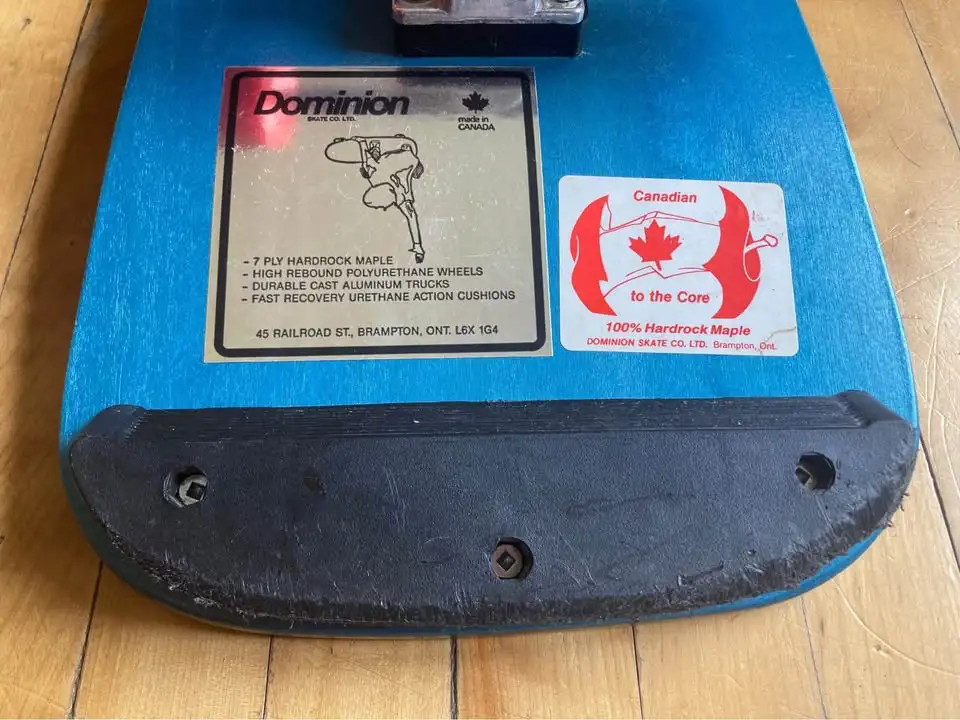 Dominion
SKATE CO. LTD.
made in
CANADA
- 7 PLY HARDROCK MAPLE
- HIGH REBOUND POLYURETHANE WHEELS
- DURABLE CAST ALUMINUM TRUCKS
- FAST RECOVERY URETHANE ACTION CUSHIONS
45 RAILROAD ST., BRAMPTON, ONT. L6X 1G4
Canadian
to the Core
100% Hardrock Maple
DOMINION SKATE CO. LTD. Brampton, Ont.